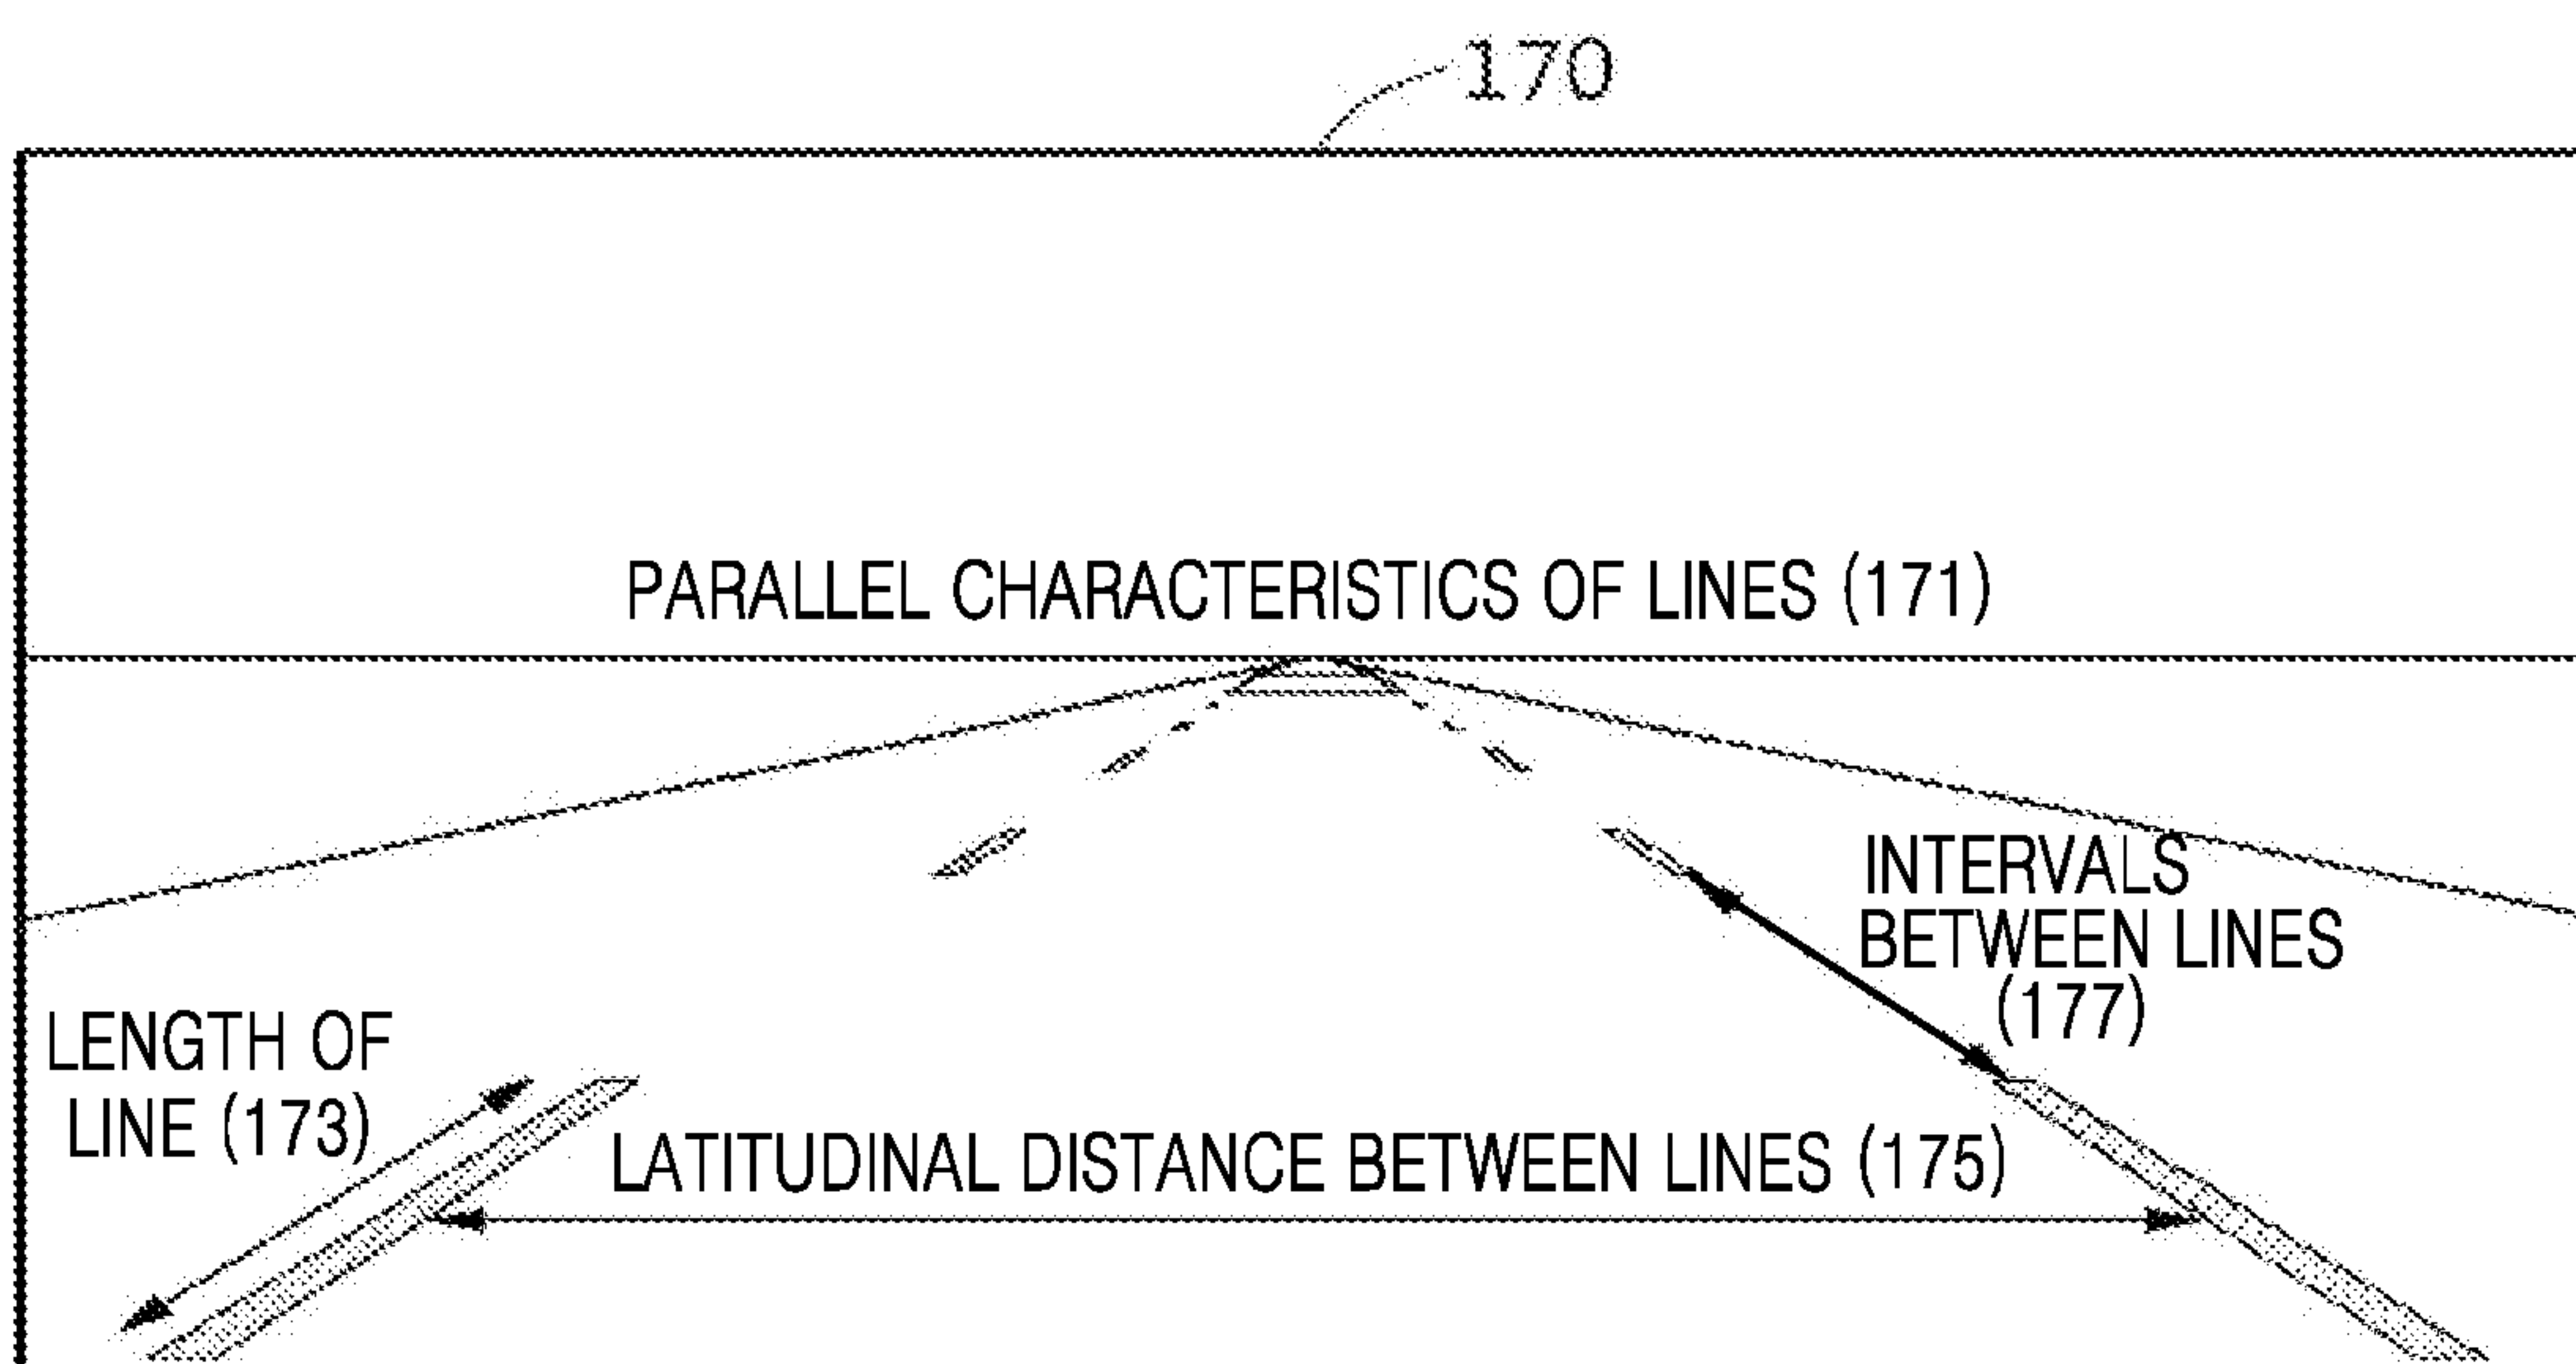 170
PARALLEL CHARACTERISTICS OF LINES (171)
INTERVALS
BETWEEN LINES
(177)
LENGTH OF
LINE (173)
LATITUDINAL DISTANCE BETWEEN LINES (175)